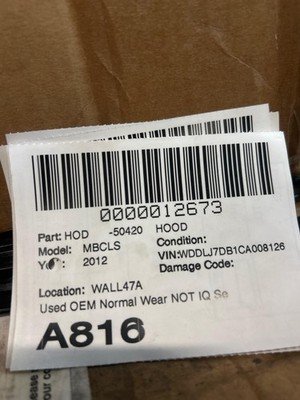 0000012673
Part: HOD -50420 HOOD
Model: MBCLS Condition:
2012 VIN:WDDLJ7DB1CA008126
Damage Code:
Location: WALL47A
Used OEM Normal Wear NOT IQ Se
A816